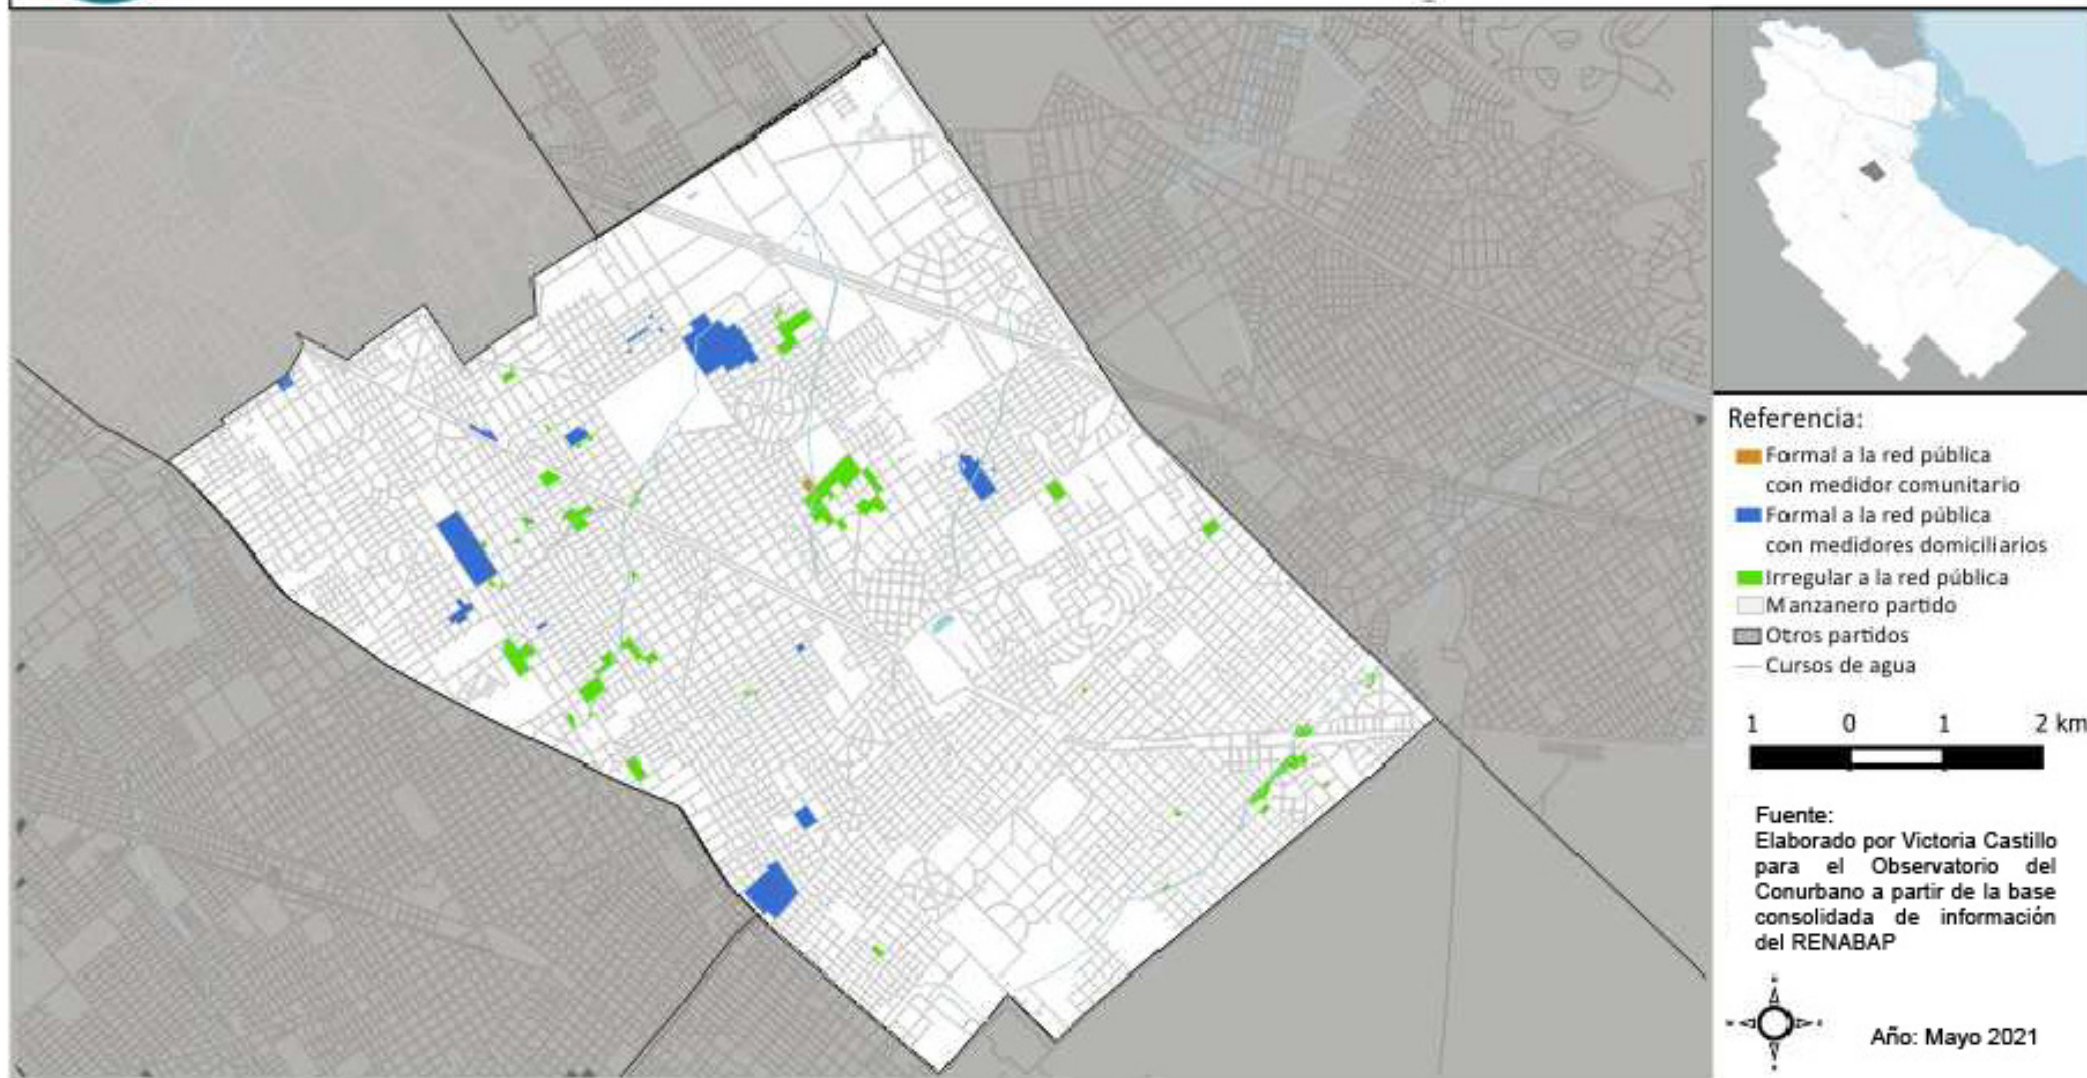 Referencia:
Formal a la red pública
con medidor comunitario
Formal a la red pública
con medidores domiciliarios
Irregular a la red pública
Manzanero partido
Otros partidos
Cursos de agua
1 0 1 2 km
Fuente:
Elaborado por Victoria Castillo
para el Observatorio del
Conurbano a partir de la base
consolidada de información
del RENABAP
Año: Mayo 2021